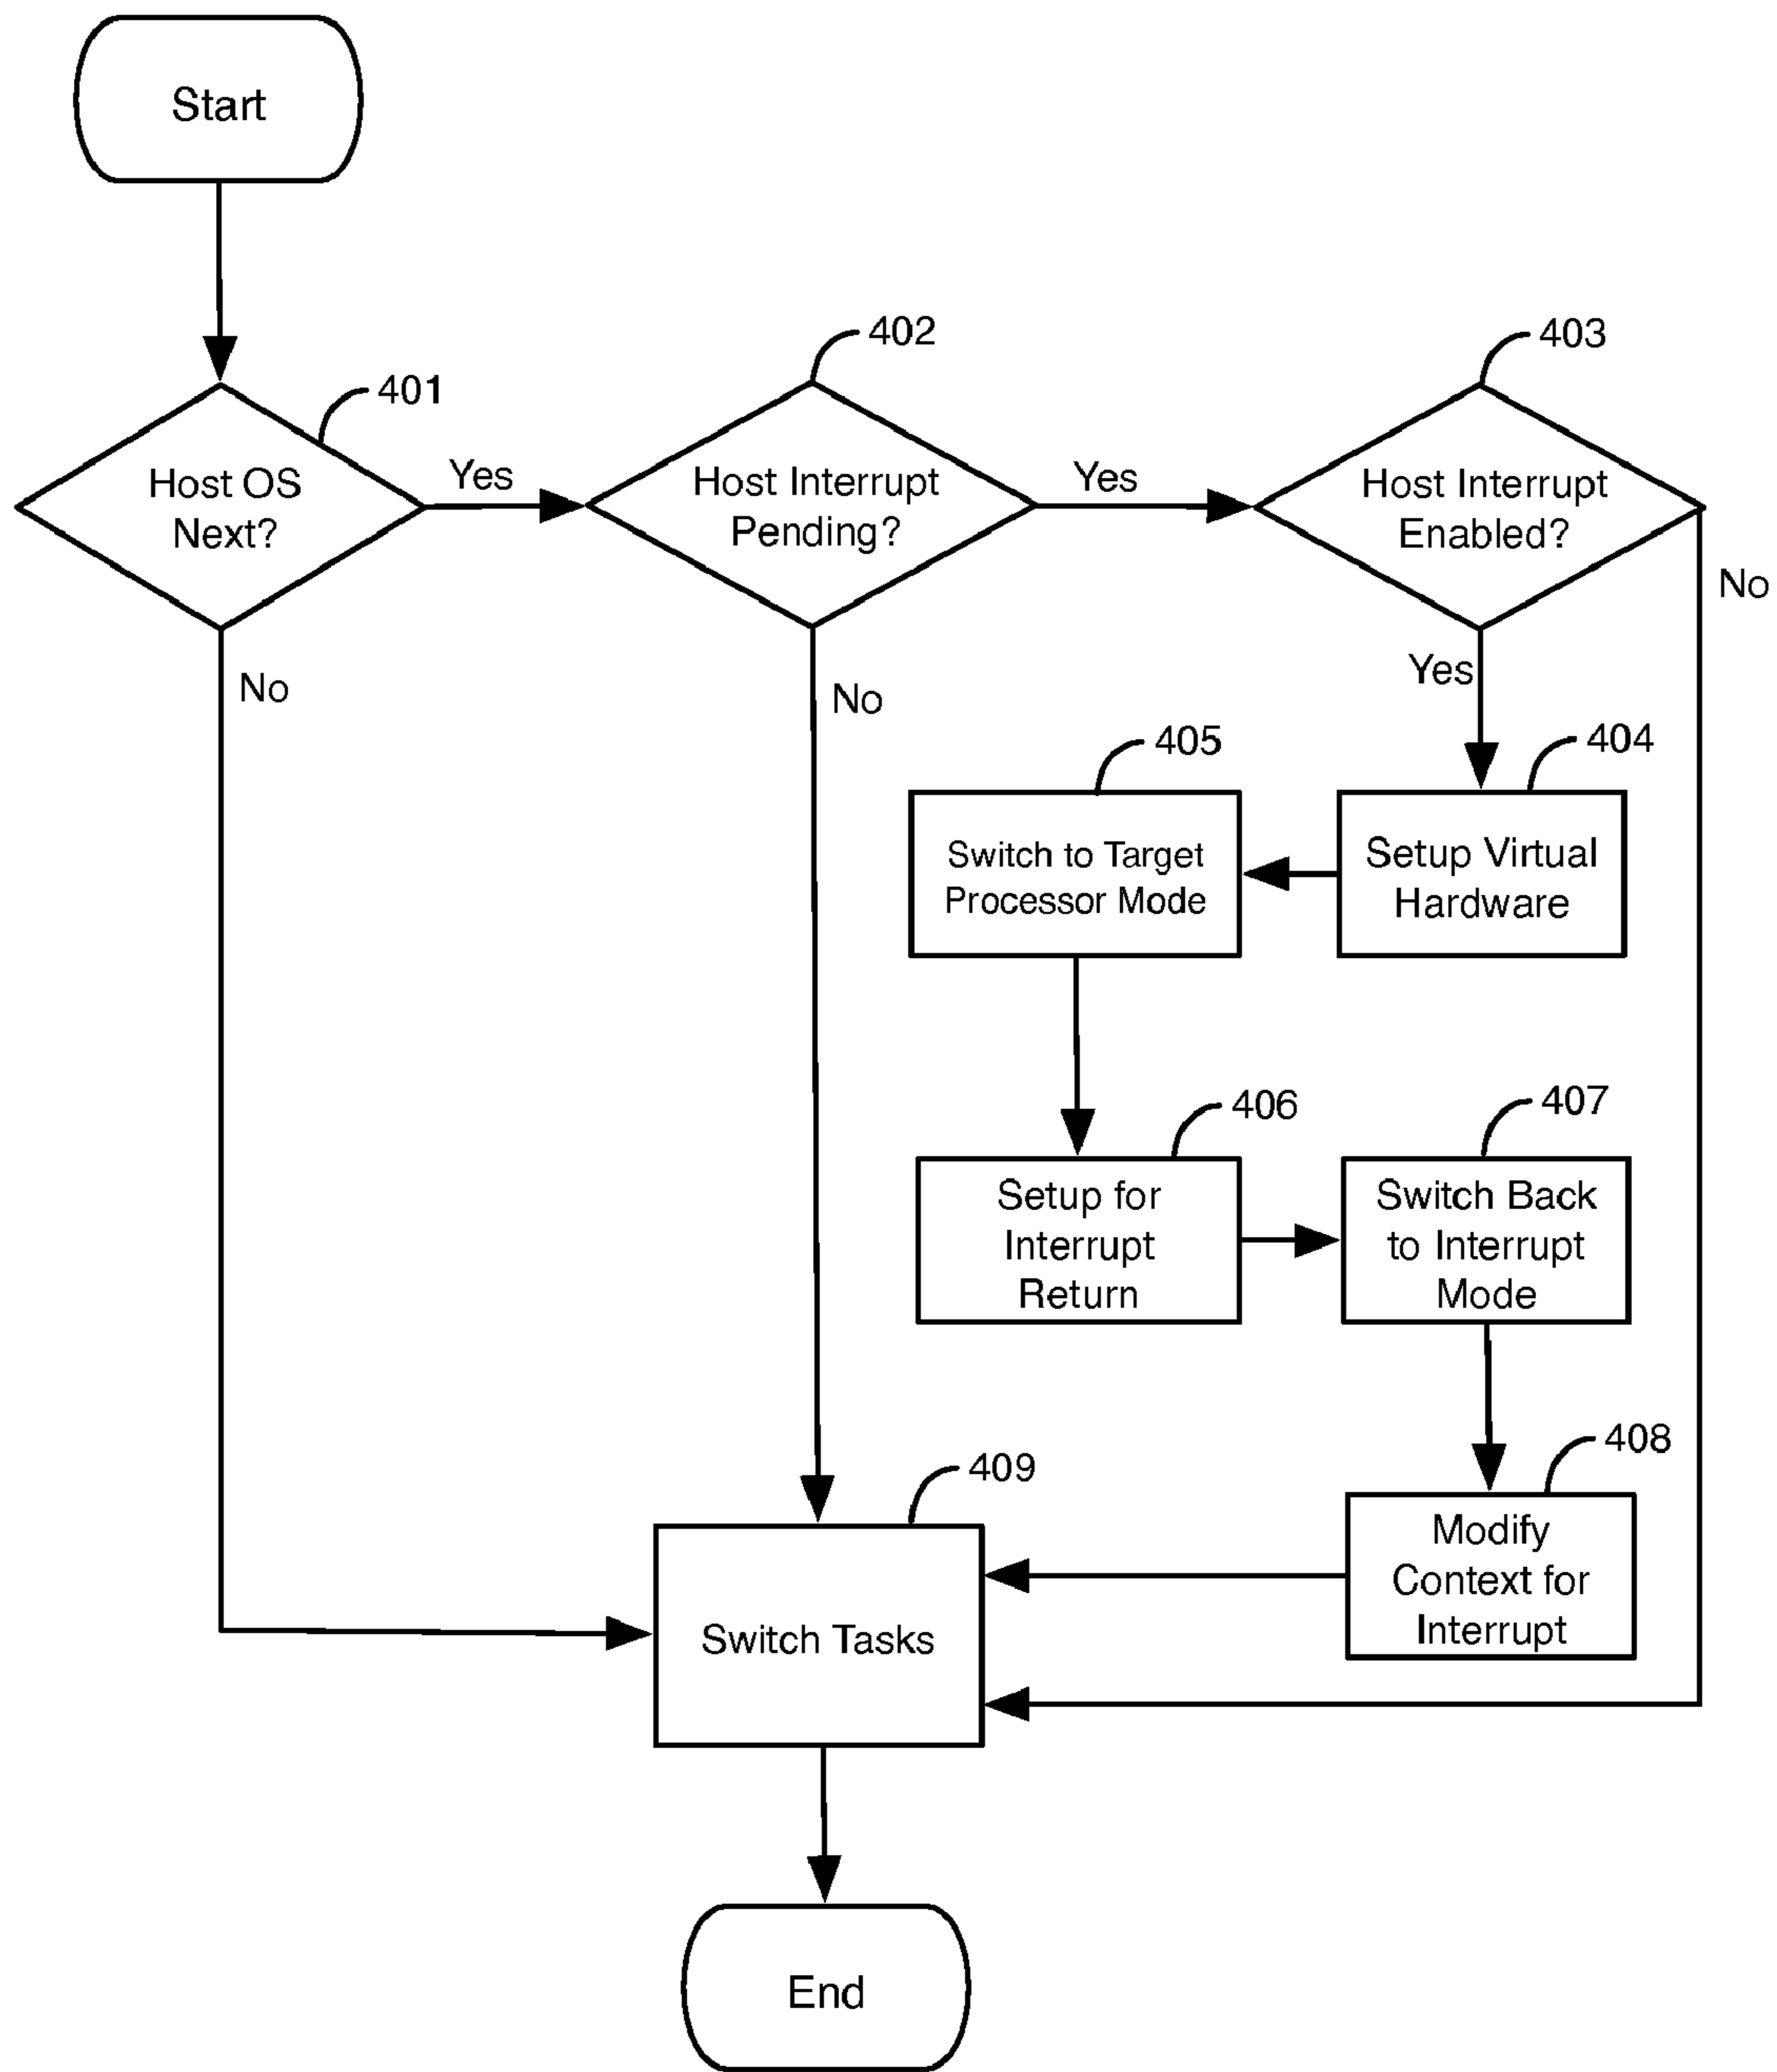 Start
401
Host OS
Next?
Yes
No
402
Host Interrupt
Pending?
Yes
No
403
Host Interrupt
Enabled?
No
Yes
404
Setup Virtual
Hardware
405
Switch to Target
Processor Mode
406
Setup for
Interrupt
Return
407
Switch Back
to Interrupt
Mode
408
Modify
Context for
Interrupt
409
Switch Tasks
End